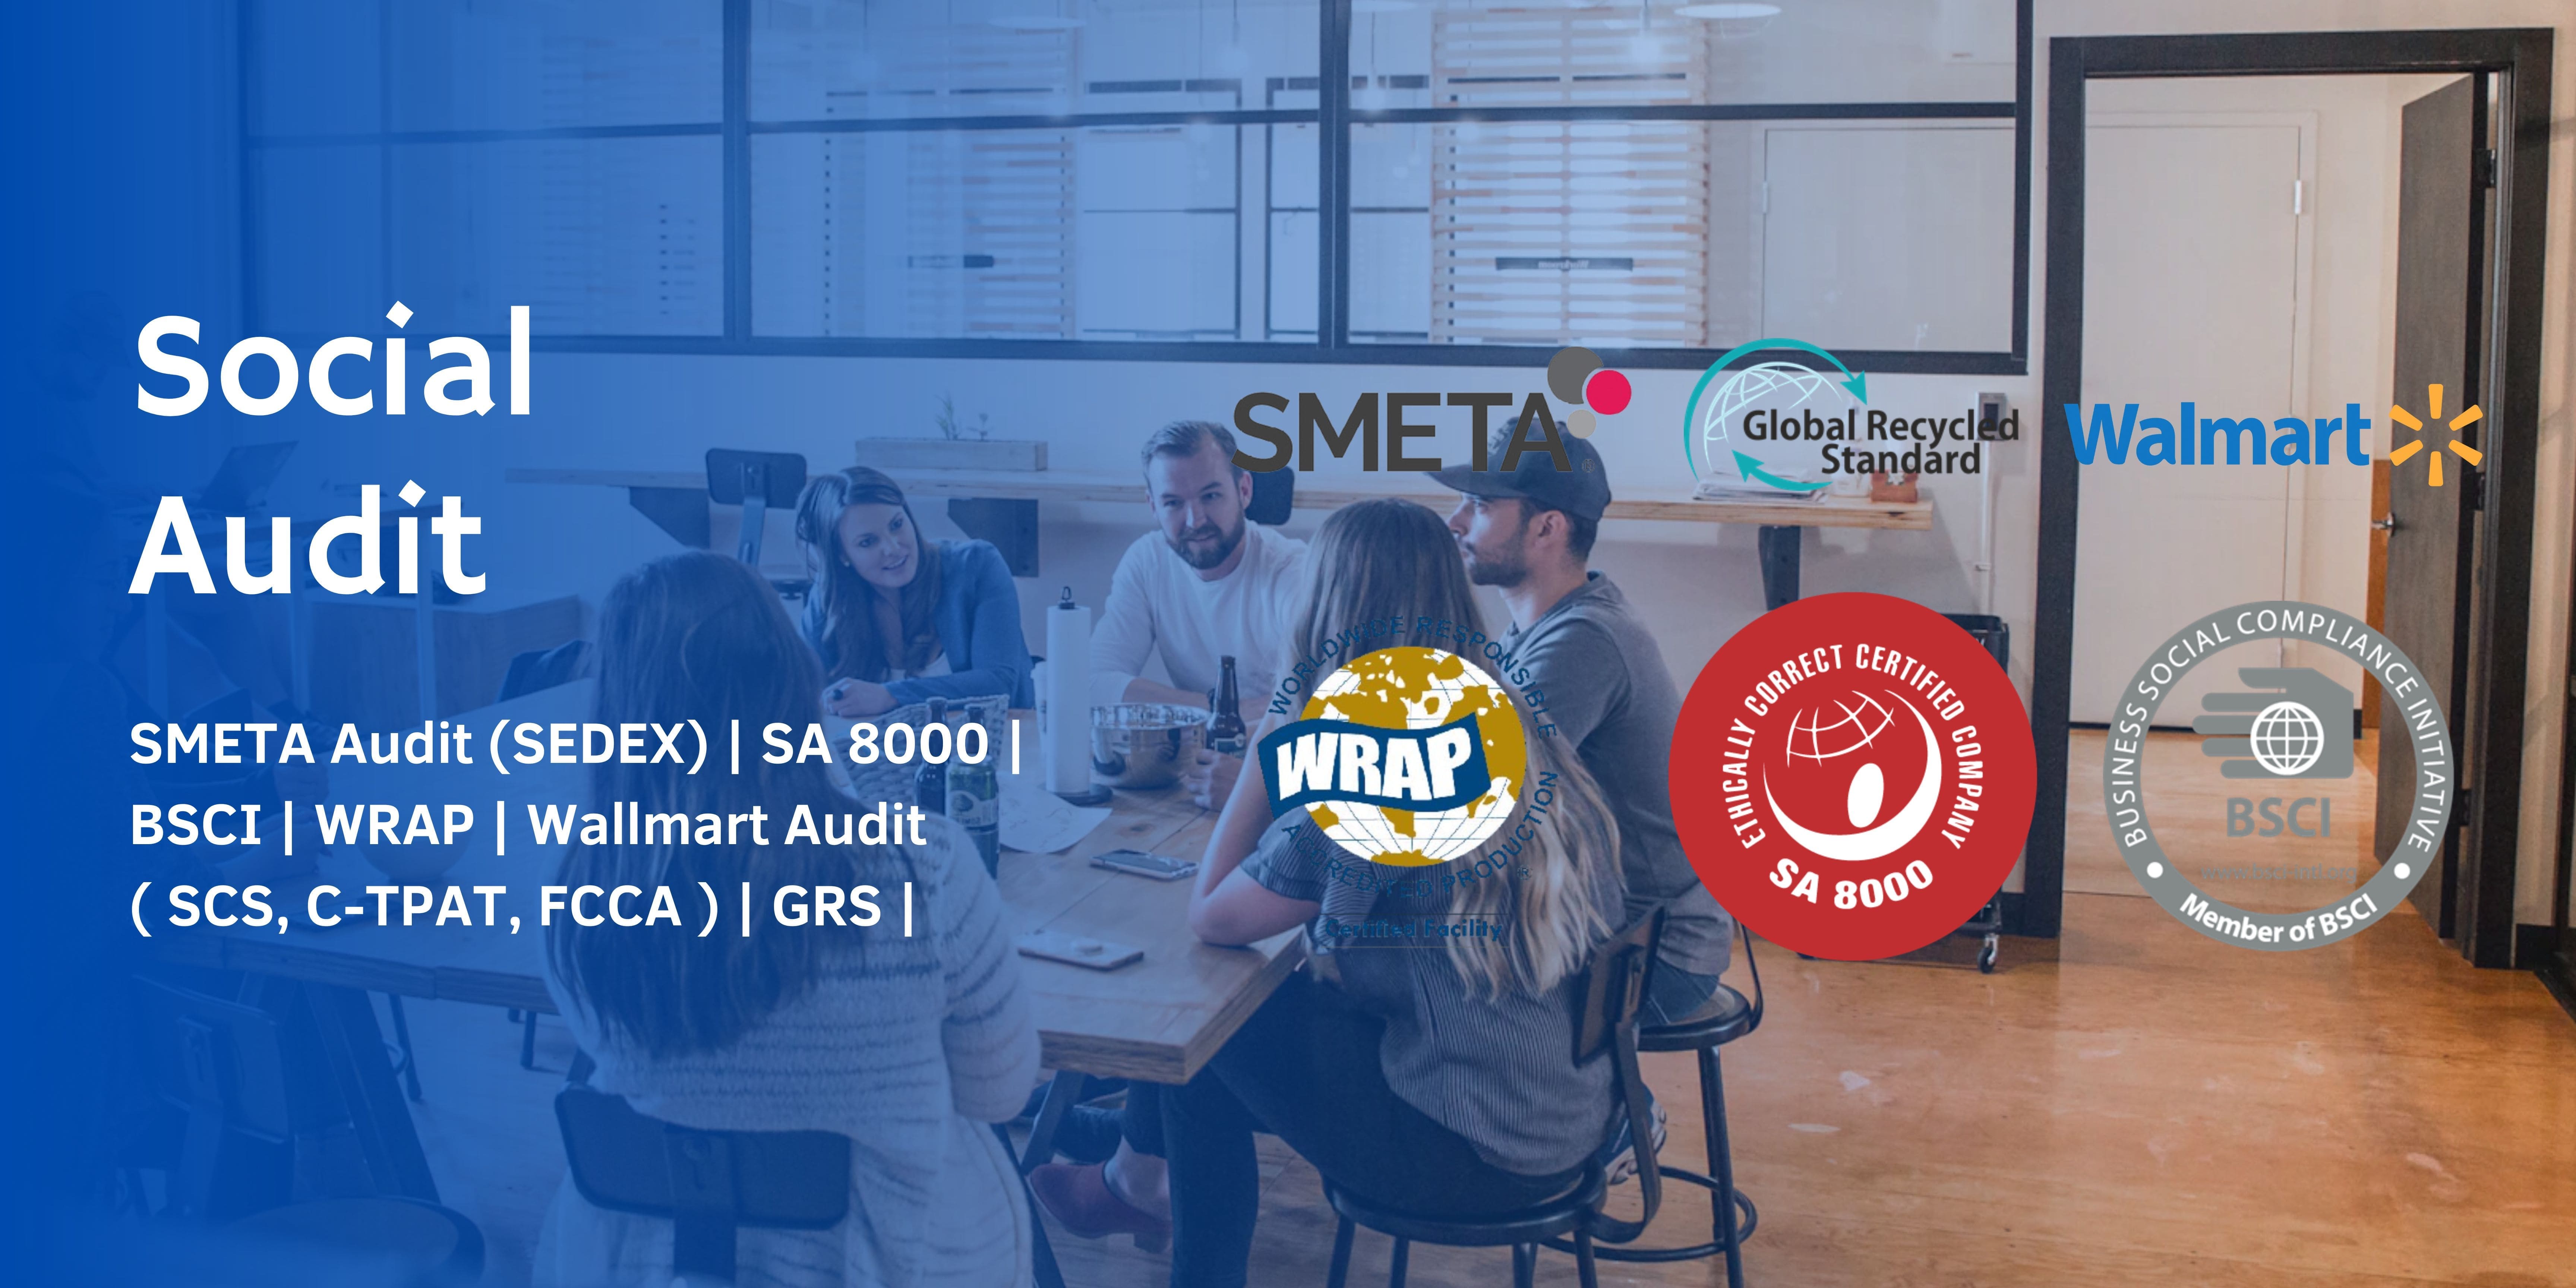 Social
Audit
SMETA Audit (SEDEX) | SA 8000 |
BSCI | WRAP | Wallmart Audit
( SCS, C-TPAT, FCCA ) | GRS |
SMETA
Global Recycled
Standard
Walmart
WORLDWIDE RESPONSIBLE
WRAP
ACCREDITED PRODUCTION
Certified Facility
ETHICALLY CORRECT CERTIFIED COMPANY
SA 8000
BUSINESS SOCIAL COMPLIANCE INITIATIVE
BSCI
Member of BSCI